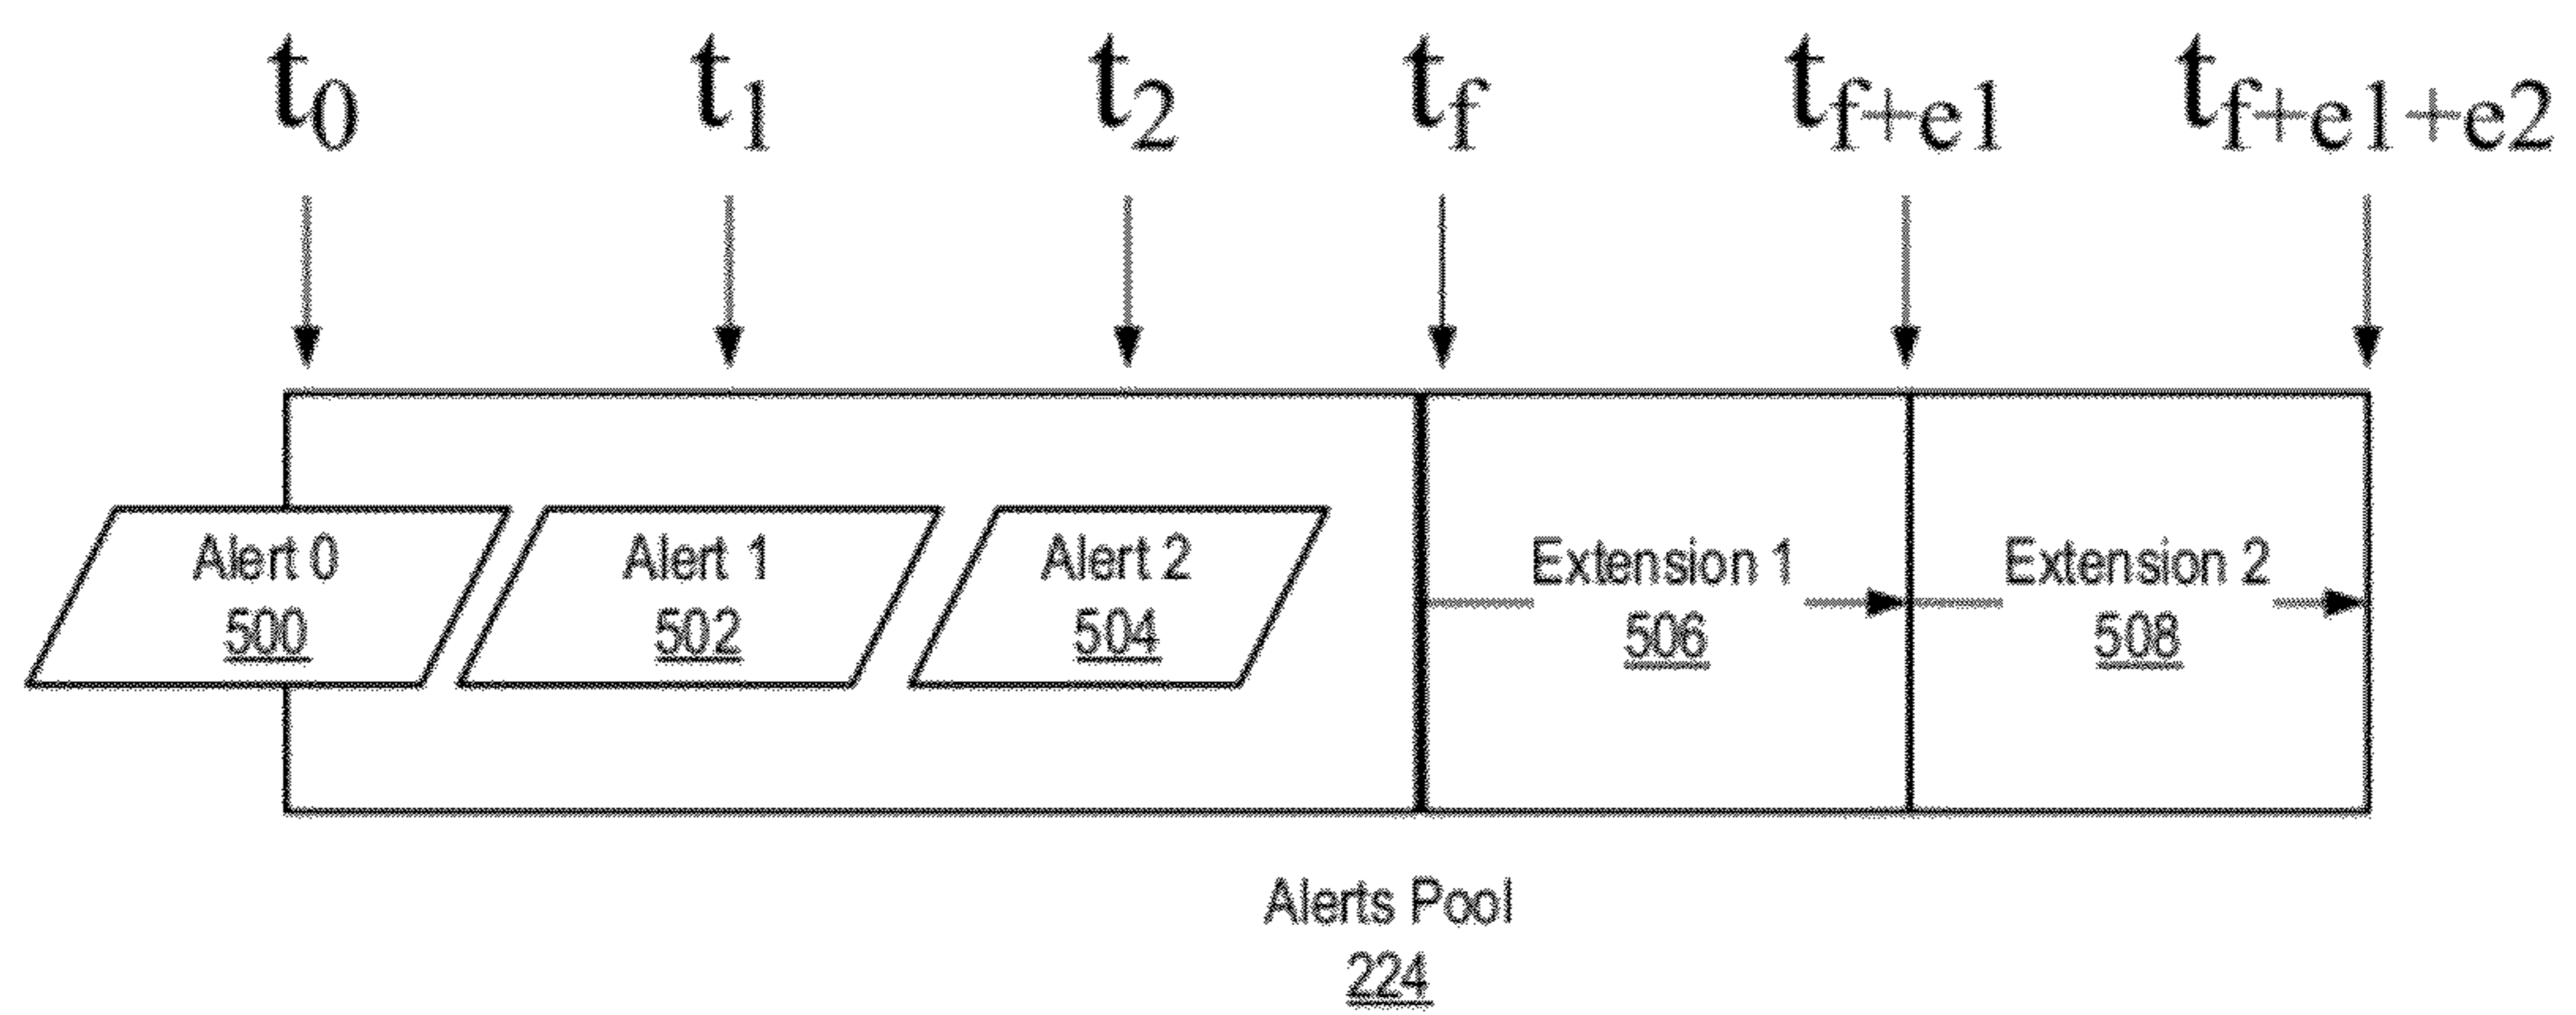 t0 t1 t2 tf tf+e1 tf+e1+e2
Alert 0
500
Alert 1
502
Alert 2
504
Extension 1
506
Extension 2
508
Alerts Pool
224